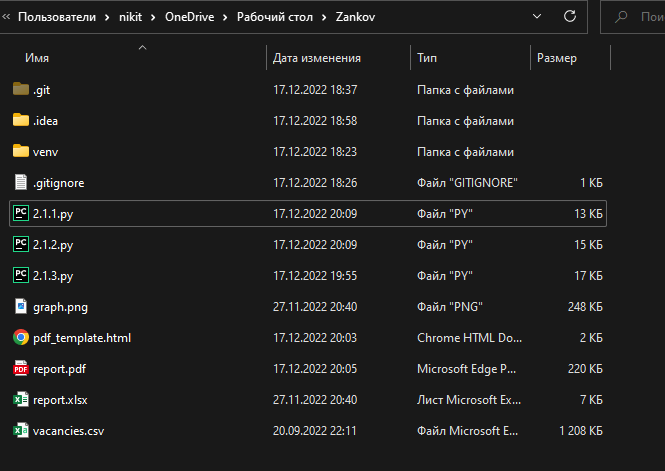 « Пользователи › nikit › OneDrive › Рабочий стол › Zankov
Имя Дата изменения Тип Размер
.git 17.12.2022 18:37 Папка с файлами
.idea 17.12.2022 18:58 Папка с файлами
venv 17.12.2022 18:23 Папка с файлами
.gitignore 17.12.2022 18:26 Файл "GITIGNORE" 1 КБ
PC 2.1.1.py 17.12.2022 20:09 Файл "PY" 13 КБ
PC 2.1.2.py 17.12.2022 20:09 Файл "PY" 15 КБ
PC 2.1.3.py 17.12.2022 19:55 Файл "PY" 17 КБ
graph.png 27.11.2022 20:40 Файл "PNG" 248 КБ
pdf_template.html 17.12.2022 20:03 Chrome HTML Do... 2 КБ
PDF report.pdf 17.12.2022 20:05 Microsoft Edge P... 220 КБ
report.xlsx 27.11.2022 20:40 Лист Microsoft Ex... 7 КБ
vacancies.csv 20.09.2022 22:11 Файл Microsoft E... 1 208 КБ